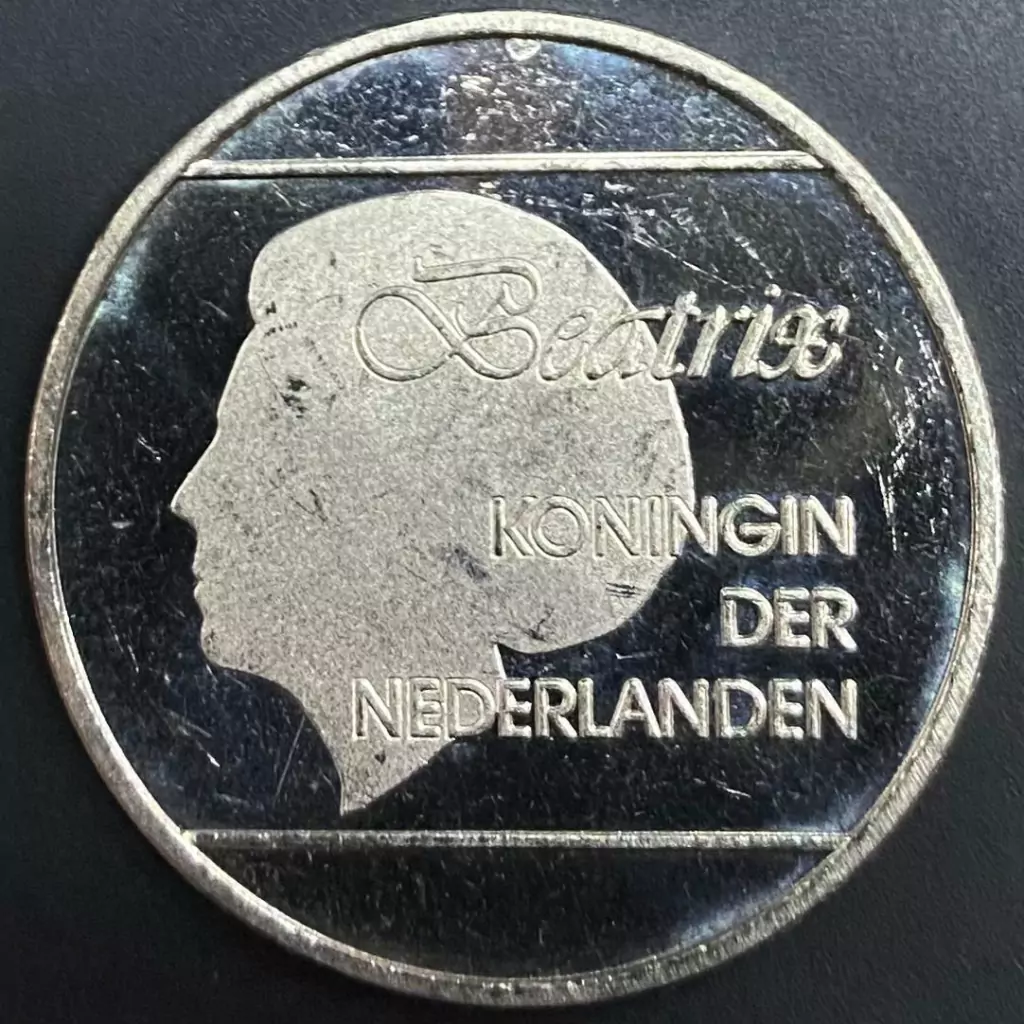 Beatrix
KONINGIN
DER
NEDERLANDEN